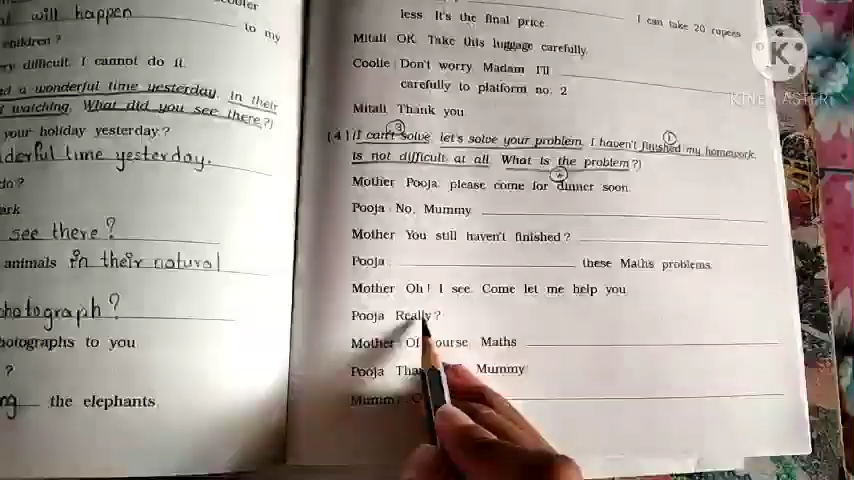 will happen
to my
children ?
ry difficult. I cannot do it.
d a wonderful time yesterday. In their
watching. What did you see there?)
your holiday yesterday?
derful time yesterday.
do?
ark
see there?
animals in their natural
photograph?
hotographs to you
?
ng the elephants.
I can take 20 rupees
less It's the final price
Mitali OK. Take this luggage carefully.
Coolie Don't worry Madam I'll
carefully to platform no. 2
Mitali Thank you
(4) (I can't solve, let's solve your problem, I haven't finished my homework,
is not difficult at all. What is the problem?)
3
1
Mother Pooja, please come for dinner soon.
Pooja No, Mummy
Mother You still haven't finished?
Pooja these Maths problems.
Mother Oh! I see. Come let me help you
Pooja Really?
Mother Of course Maths
Pooja Mummy
Mummy
KINEMASTER
K